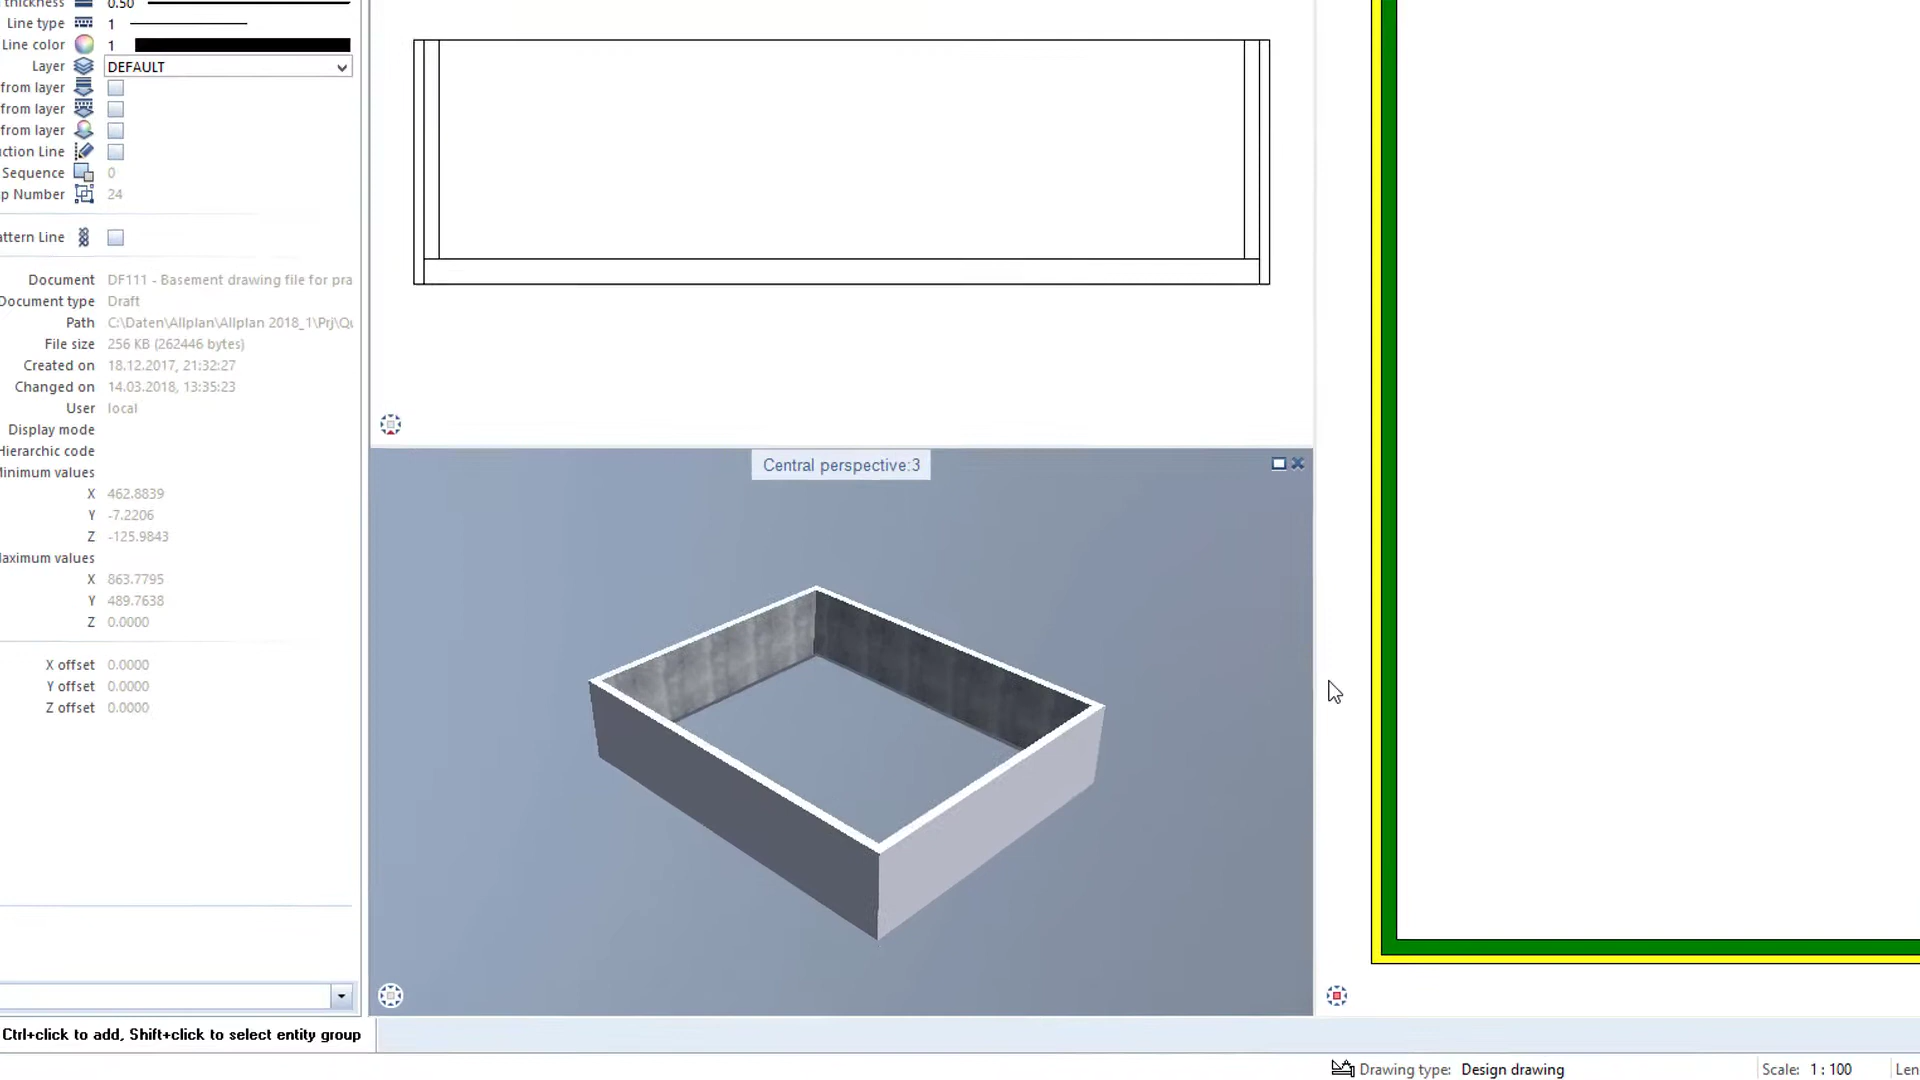 thickness 0.50
Line type 1
Line color 1
Layer DEFAULT
from layer
from layer
from layer
uction Line
Sequence 0
p Number 24
attern Line
Document DF111 - Basement drawing file for pra
Document type Draft
Path C:\Daten\Allplan\Allplan 2018_1\Prj\Qu
File size 256 KB (262446 bytes)
Created on 18.12.2017, 21:32:27
Changed on 14.03.2018, 13:35:23
User local
Display mode
Hierarchic code
Minimum values
X 462.8839
Y -7.2206
Z -125.9843
Maximum values
X 863.7795
Y 489.7638
Z 0.0000
X offset 0.0000
Y offset 0.0000
Z offset 0.0000
Central perspective:3
Ctrl+click to add, Shift+click to select entity group
Drawing type: Design drawing Scale: 1 : 100 Len